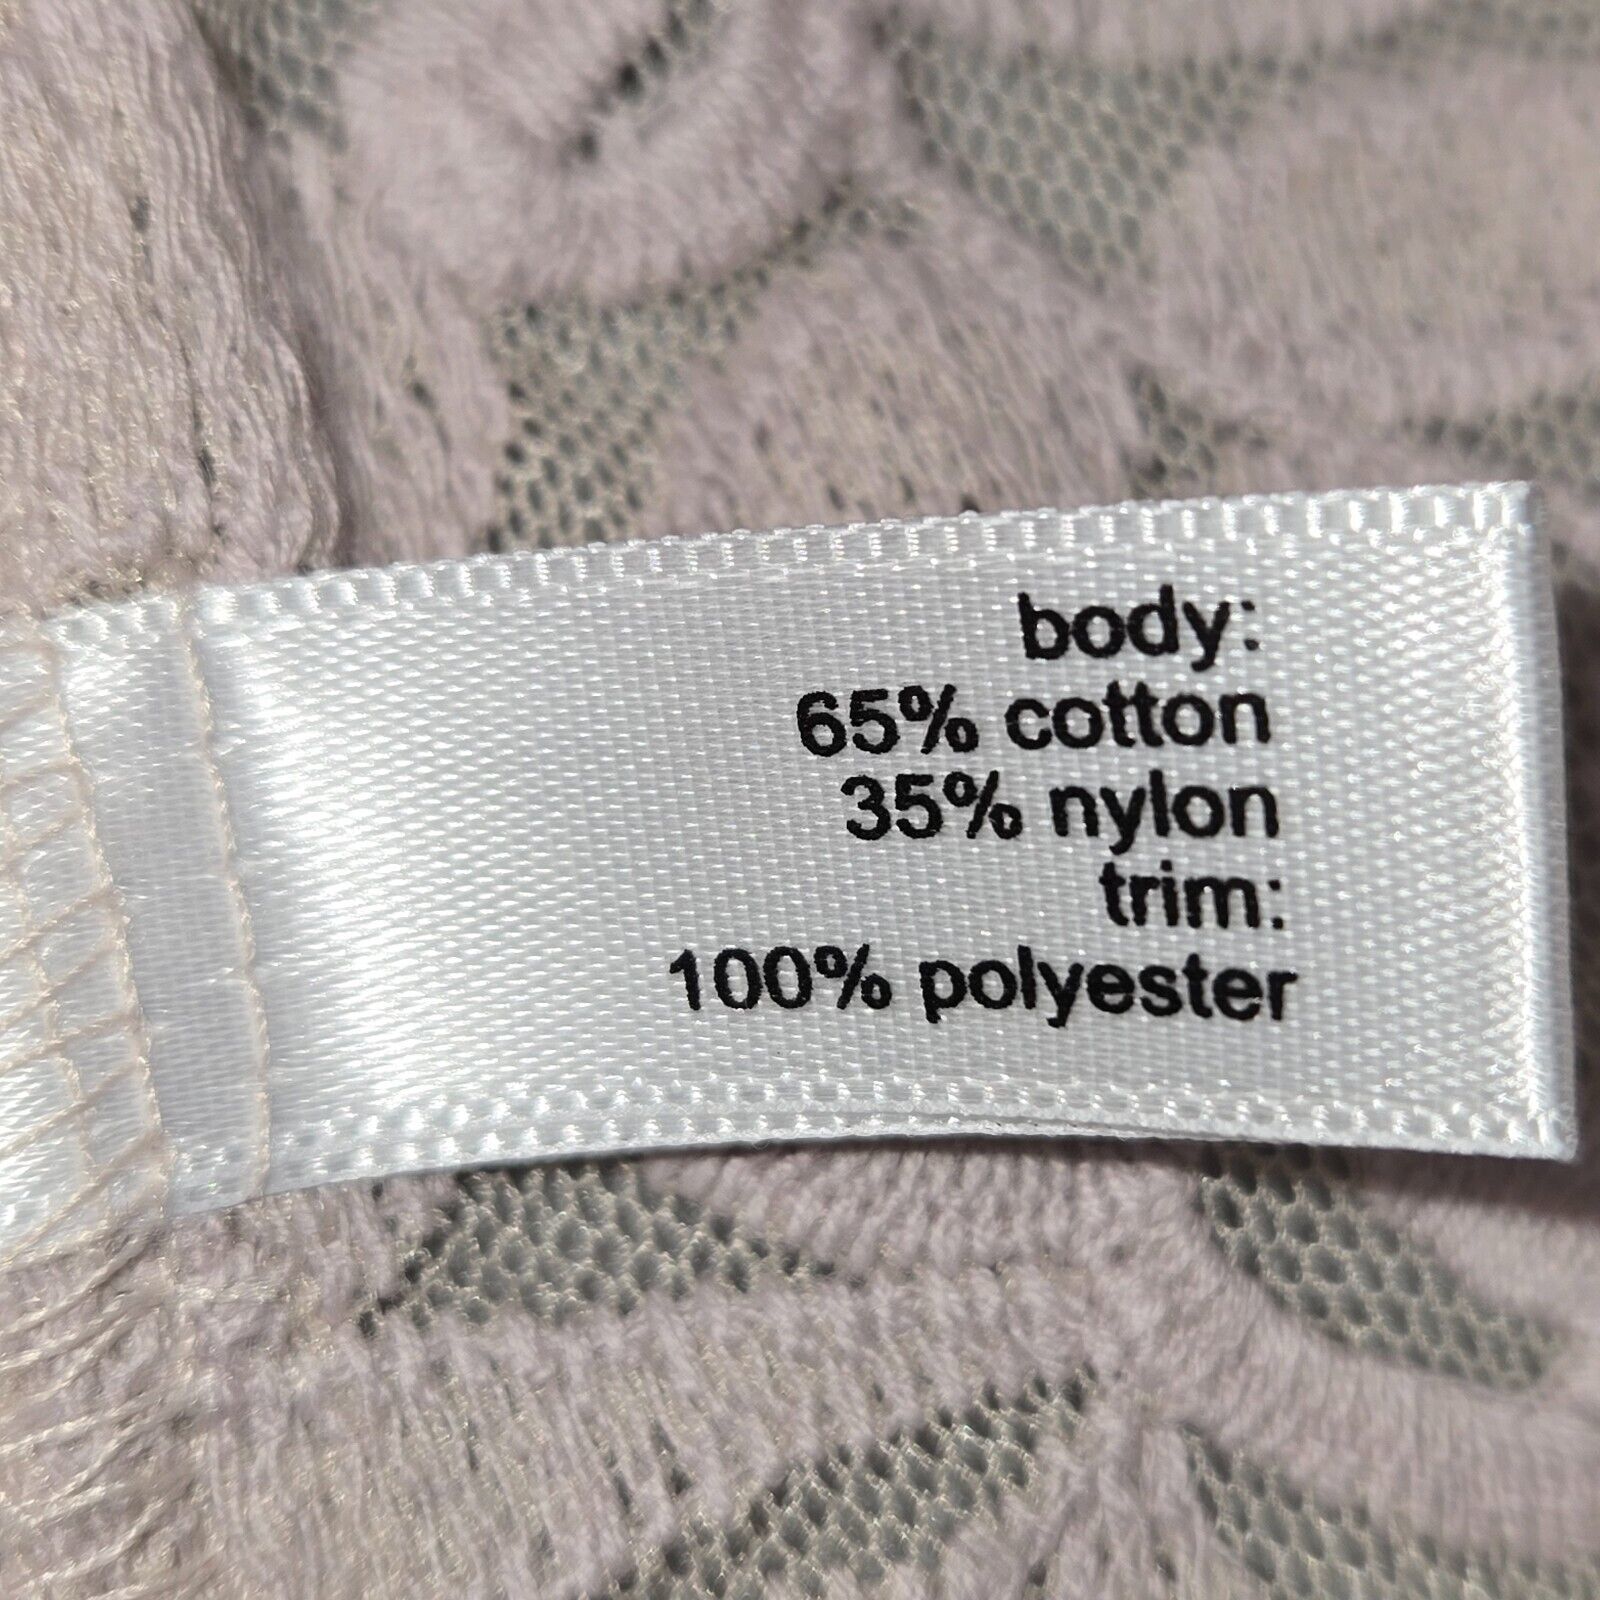 body:
65% cotton
35% nylon
trim:
100% polyester